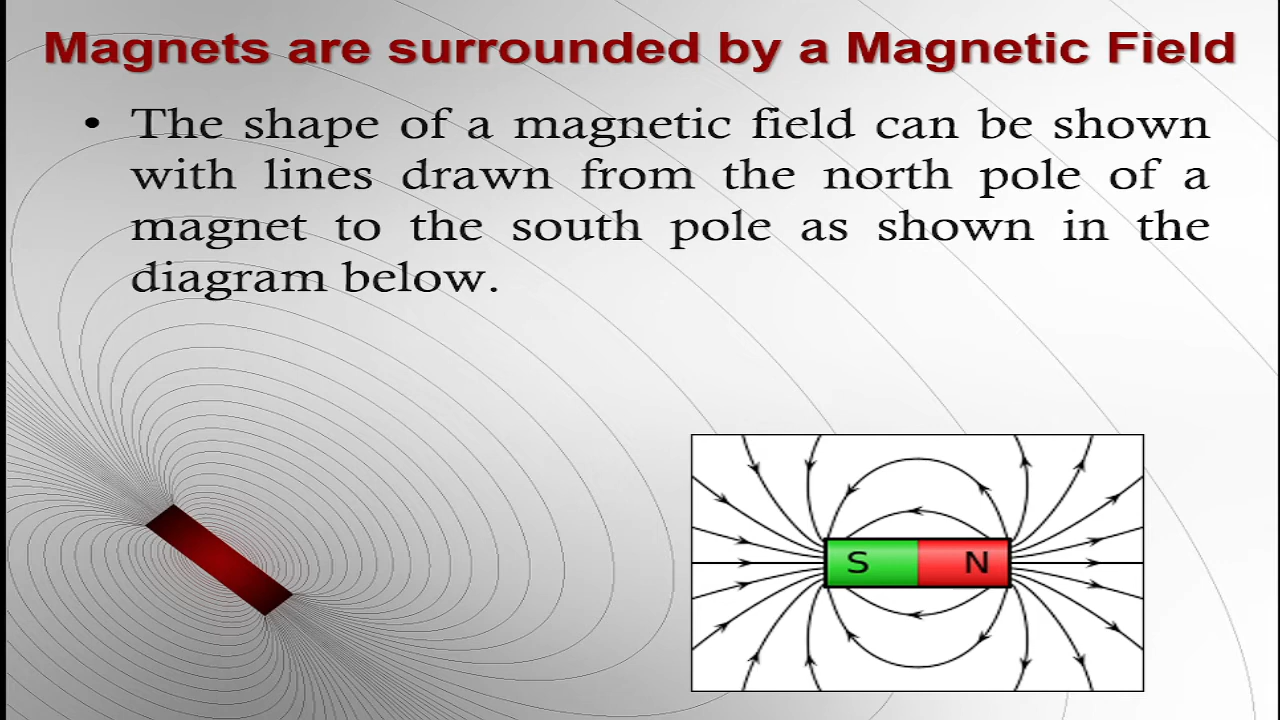 Magnets are surrounded by a Magnetic Field
• The shape of a magnetic field can be shown
with lines drawn from the north pole of a
magnet to the south pole as shown in the
diagram below.
S N